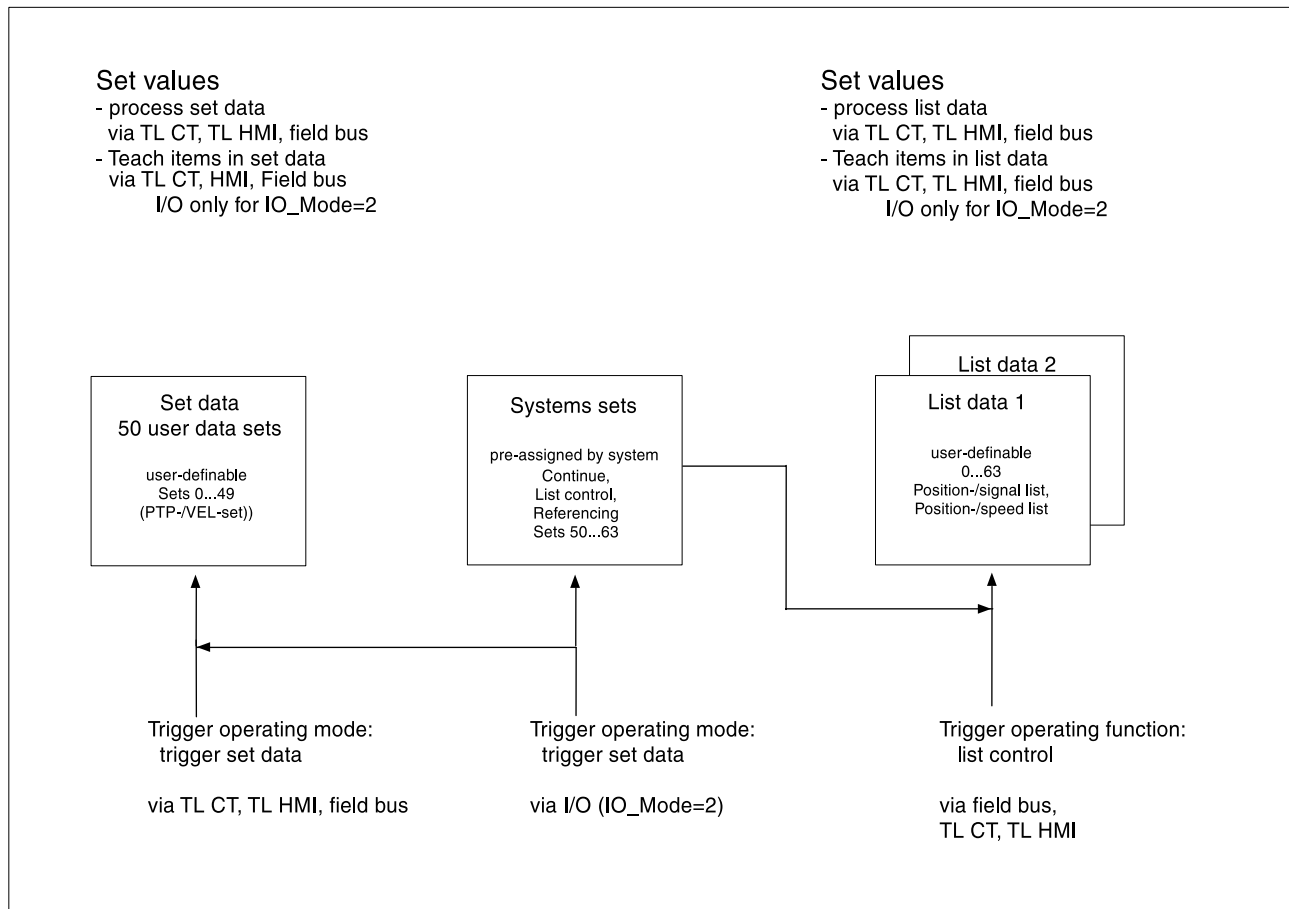 Set values
- process set data
via TL CT, TL HMI, field bus
- Teach items in set data
via TL CT, HMI, Field bus
I/O only for IO_Mode=2
Set values
- process list data
via TL CT, TL HMI, field bus
- Teach items in list data
via TL CT, TL HMI, field bus
I/O only for IO_Mode=2
Set data
50 user data sets
user-definable
Sets 0...49
(PTP-/VEL-set))
Systems sets
pre-assigned by system
Continue,
List control,
Referencing
Sets 50...63
List data 2
List data 1
user-definable
0...63
Position-/signal list,
Position-/speed list
Trigger operating mode:
trigger set data
via TL CT, TL HMI, field bus
Trigger operating mode:
trigger set data
via I/O (IO_Mode=2)
Trigger operating function:
list control
via field bus,
TL CT, TL HMI